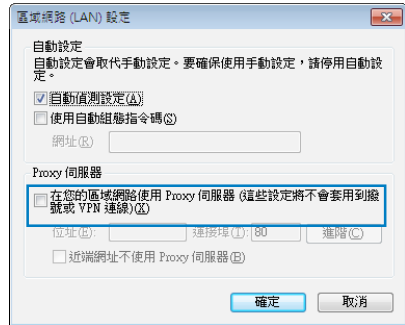 區域網路 (LAN) 設定
自動設定
自動設定會取代手動設定。要確保使用手動設定，請停用自動設
定。
自動偵測設定(A)
使用自動組態指令碼(S)
網址(R)
Proxy 伺服器
在您的區域網路使用 Proxy 伺服器 (這些設定將不會套用到撥
號或 VPN 連線)(X)
位址(E): 連接埠(T): 80 進階(C)
近端網址不使用 Proxy 伺服器(B)
確定 取消